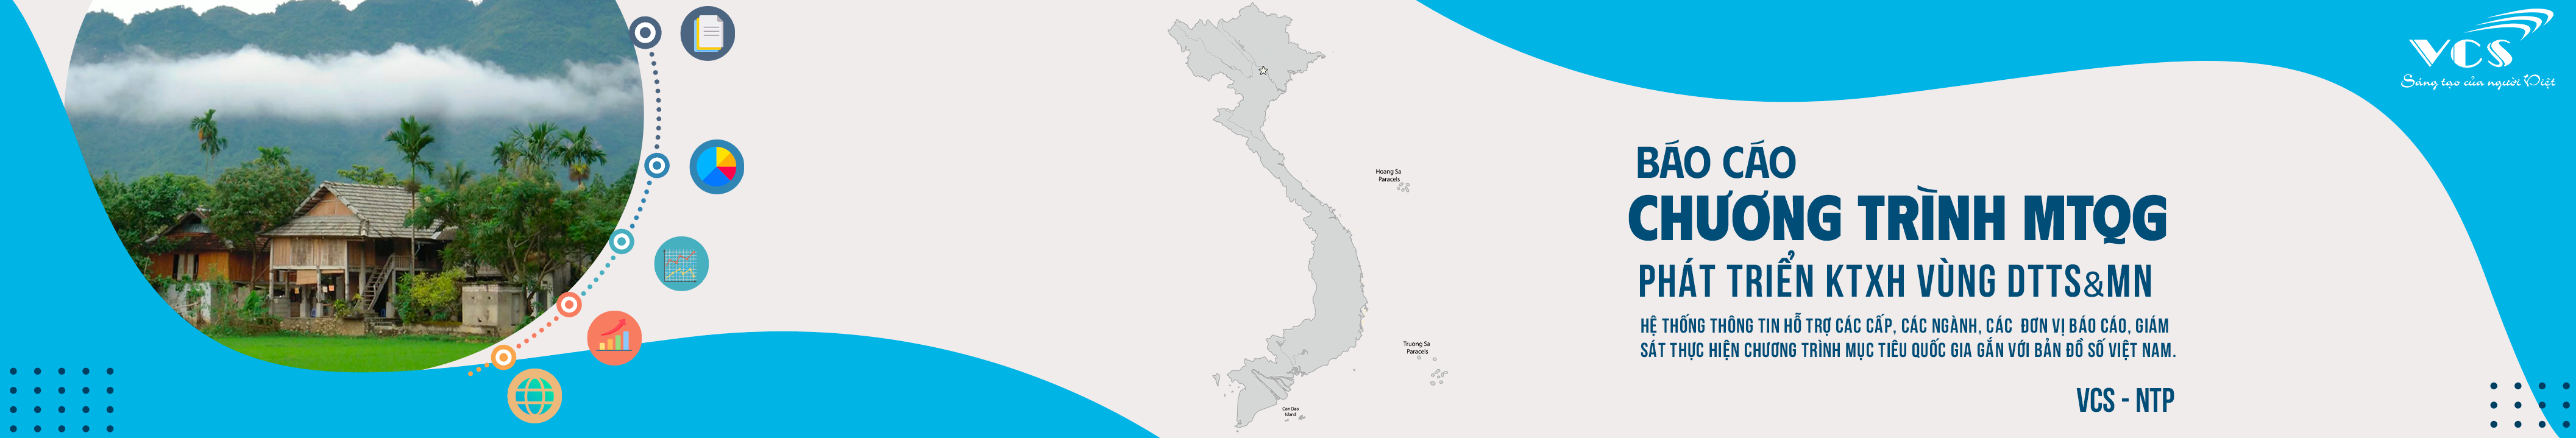 VCS
Sáng tạo của người Việt
BÁO CÁO
CHƯƠNG TRÌNH MTQG
PHÁT TRIỂN KTXH VÙNG DTTS&MN
HỆ THỐNG THÔNG TIN HỖ TRỢ CÁC CẤP, CÁC NGÀNH, CÁC ĐƠN VỊ BÁO CÁO, GIÁM
SÁT THỰC HIỆN CHƯƠNG TRÌNH MỤC TIÊU QUỐC GIA GẮN VỚI BẢN ĐỒ SỐ VIỆT NAM.
VCS - NTP
Hoang Sa
Paracels
Truong Sa
Paracels
Con Dao
Island